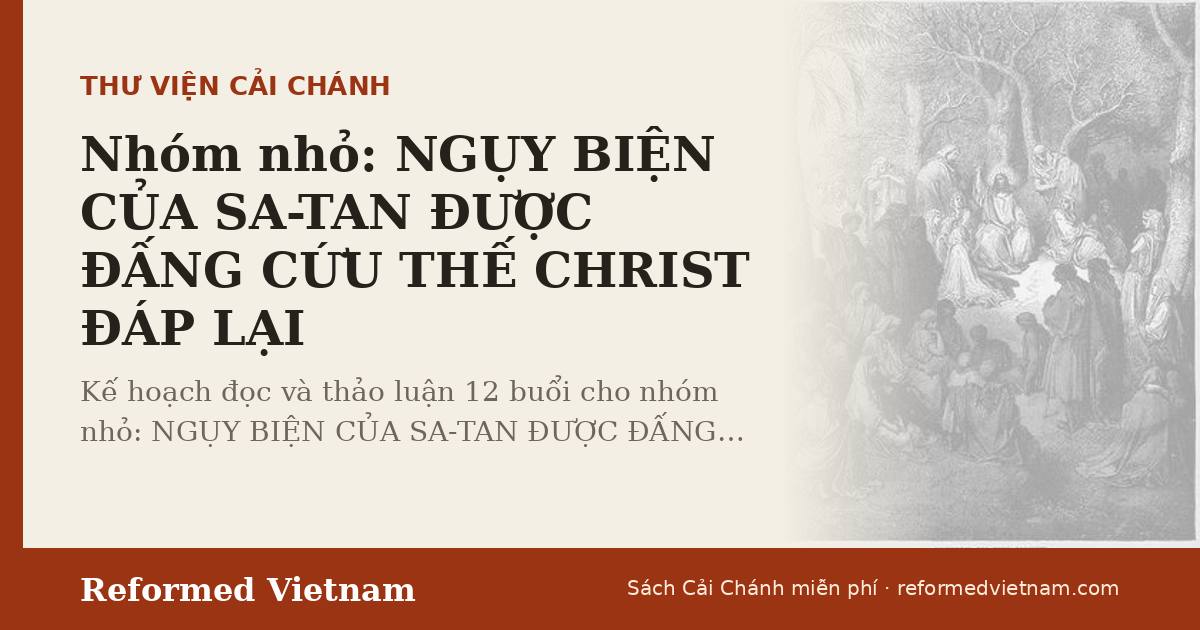 THƯ VIỆN CẢI CHÁNH
Nhóm nhỏ: NGỤY BIỆN
CỦA SA-TAN ĐƯỢC
ĐẤNG CỨU THẾ CHRIST
ĐÁP LẠI
Kế hoạch đọc và thảo luận 12 buổi cho nhóm
nhỏ: NGỤY BIỆN CỦA SA-TAN ĐƯỢC ĐẤNG...
Reformed Vietnam
Sách Cải Chánh miễn phí · reformedvietnam.com